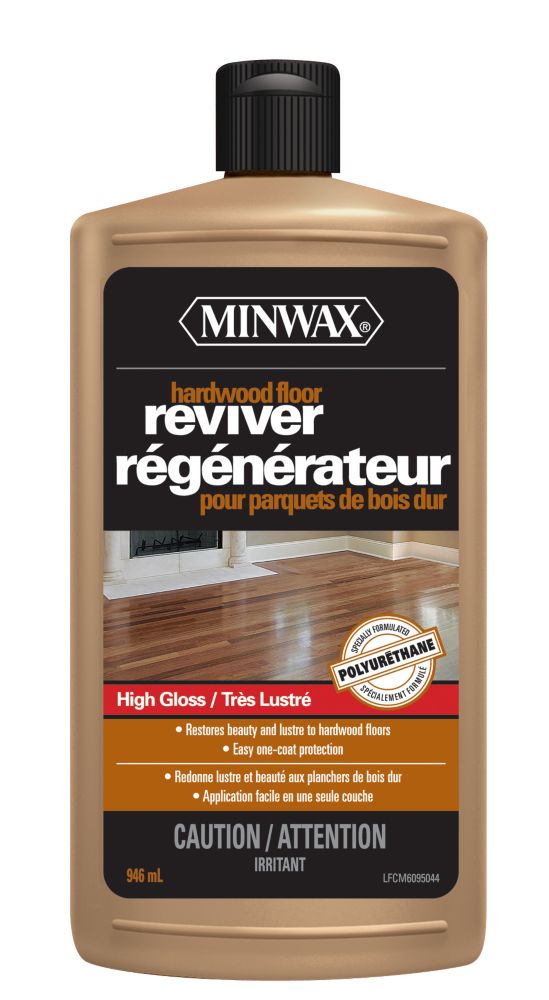 MINWAX®
hardwood floor
reviver
régénérateur
pour parquets de bois dur
SPECIALLY FORMULATED
POLYURÉTHANE
SPÉCIALEMENT FORMULÉ
High Gloss / Très Lustré
• Restores beauty and lustre to hardwood floors
• Easy one-coat protection
• Redonne lustre et beauté aux planchers de bois dur
• Application facile en une seule couche
CAUTION / ATTENTION
IRRITANT
946 mL
LFCM6095044